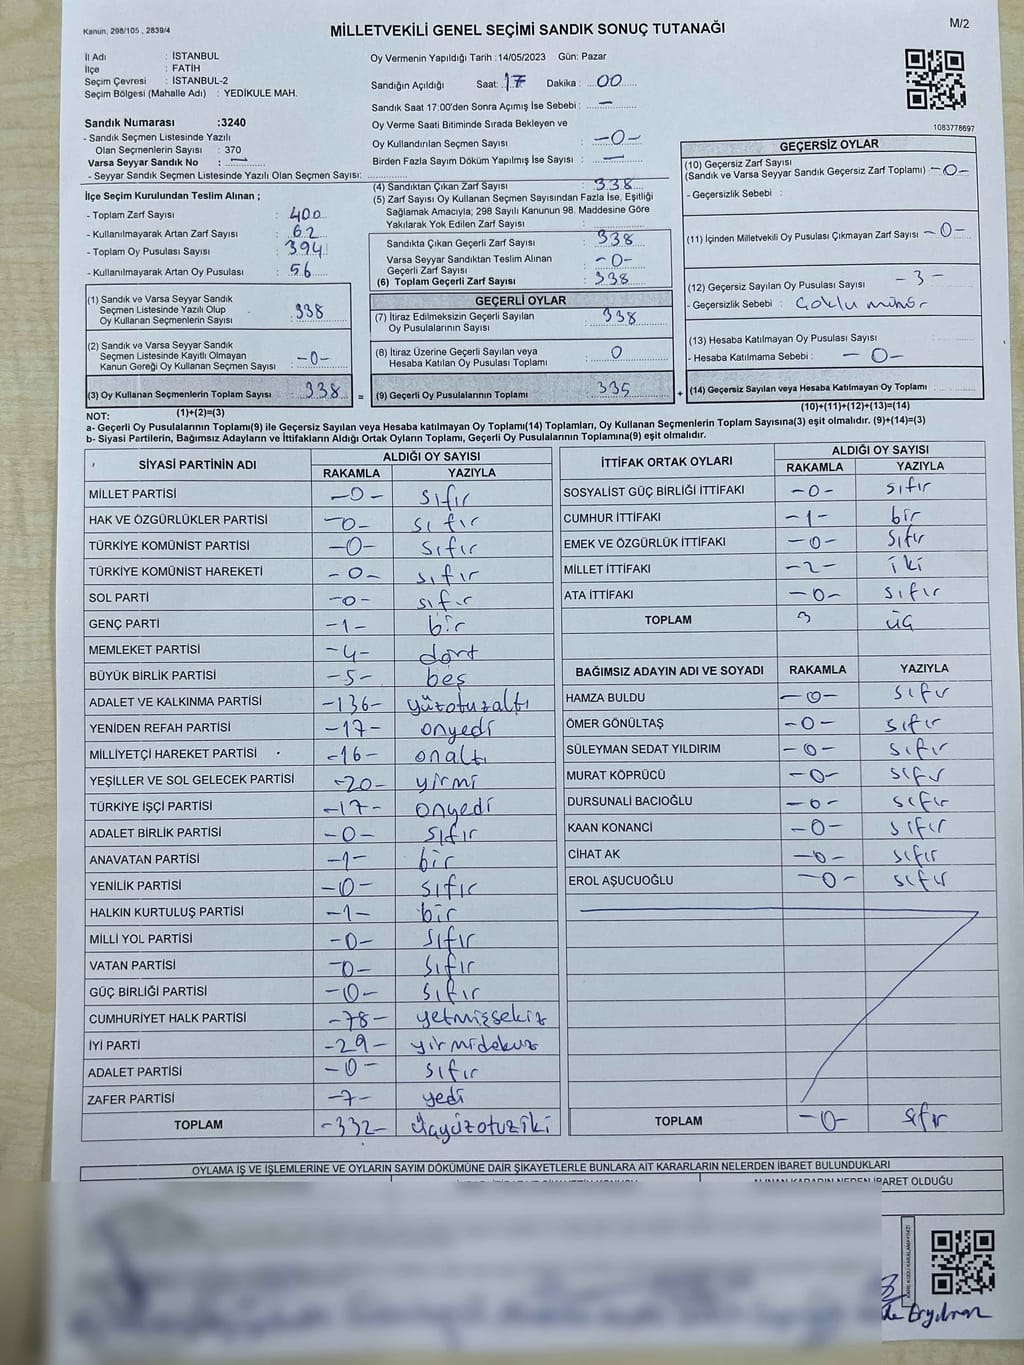 Kanun, 298/105 , 2839/4
MİLLETVEKİLİ GENEL SEÇİMİ SANDIK SONUÇ TUTANAĞI
M/2
İl Adı : İSTANBUL
İlçe : FATİH
Seçim Çevresi : İSTANBUL-2
Seçim Bölgesi (Mahalle Adı) : YEDİKULE MAH.
Sandık Numarası :3240
- Sandık Seçmen Listesinde Yazılı
Olan Seçmenlerin Sayısı : 370
Varsa Seyyar Sandık No : —
- Seyyar Sandık Seçmen Listesinde Yazılı Olan Seçmen Sayısı:
Oy Vermenin Yapıldığı Tarih :14/05/2023 Gün: Pazar
Sandığın Açıldığı Saat: 17 Dakika : 00
Sandık Saat 17:00'den Sonra Açımış İse Sebebi : —
Oy Verme Saati Bitiminde Sırada Bekleyen ve
Oy Kullandırılan Seçmen Sayısı : -0-
Birden Fazla Sayım Döküm Yapılmış İse Sayısı : —
1083778697
İlçe Seçim Kurulundan Teslim Alınan ;
- Toplam Zarf Sayısı : 400
- Kullanılmayarak Artan Zarf Sayısı : 62
- Toplam Oy Pusulası Sayısı : 394
- Kullanılmayarak Artan Oy Pusulası : 56
(1) Sandık ve Varsa Seyyar Sandık
Seçmen Listesinde Yazılı Olup
Oy Kullanan Seçmenlerin Sayısı : 338
(2) Sandık ve Varsa Seyyar Sandık
Seçmen Listesinde Kayıtlı Olmayan
Kanun Gereği Oy Kullanan Seçmen Sayısı : -0-
(3) Oy Kullanan Seçmenlerin Toplam Sayısı : 338 =
(4) Sandıktan Çıkan Zarf Sayısı : 338
(5) Zarf Sayısı Oy Kullanan Seçmen Sayısından Fazla İse, Eşitliği
Sağlamak Amacıyla; 298 Sayılı Kanunun 98. Maddesine Göre
Yakılarak Yok Edilen Zarf Sayısı :
Sandıkta Çıkan Geçerli Zarf Sayısı : 338
Varsa Seyyar Sandıktan Teslim Alınan
Geçerli Zarf Sayısı : -0-
(6) Toplam Geçerli Zarf Sayısı : 338
GEÇERLİ OYLAR
(7) İtiraz Edilmeksizin Geçerli Sayılan
Oy Pusulalarının Sayısı : 338
(8) İtiraz Üzerine Geçerli Sayılan veya
Hesaba Katılan Oy Pusulası Toplamı : 0
(9) Geçerli Oy Pusulalarının Toplamı : 335 +
GEÇERSİZ OYLAR
(10) Geçersiz Zarf Sayısı
(Sandık ve Varsa Seyyar Sandık Geçersiz Zarf Toplamı) -0-
- Geçersizlik Sebebi :
(11) İçinden Milletvekili Oy Pusulası Çıkmayan Zarf Sayısı -0-
(12) Geçersiz Sayılan Oy Pusulası Sayısı -3-
- Geçersizlik Sebebi : Çoklu mühür
(13) Hesaba Katılmayan Oy Pusulası Sayısı
- Hesaba Katılmama Sebebi : -0-
(14) Geçersiz Sayılan veya Hesaba Katılmayan Oy Toplamı
NOT: (1)+(2)=(3) (10)+(11)+(12)+(13)=(14)
a- Geçerli Oy Pusulalarının Toplamı(9) ile Geçersiz Sayılan veya Hesaba katılmayan Oy Toplamı(14) Toplamları, Oy Kullanan Seçmenlerin Toplam Sayısına(3) eşit olmalıdır. (9)+(14)=(3)
b- Siyasi Partilerin, Bağımsız Adayların ve İttifakların Aldığı Ortak Oyların Toplamı, Geçerli Oy Pusulalarının Toplamına(9) eşit olmalıdır.
SİYASİ PARTİNİN ADI ALDIĞI OY SAYISI
RAKAMLA YAZIYLA
MİLLET PARTİSİ -0- sıfır
HAK VE ÖZGÜRLÜKLER PARTİSİ -0- sıfır
TÜRKİYE KOMÜNİST PARTİSİ -0- sıfır
TÜRKİYE KOMÜNİST HAREKETİ -0- sıfır
SOL PARTİ -0- sıfır
GENÇ PARTİ -1- bir
MEMLEKET PARTİSİ -4- dört
BÜYÜK BİRLİK PARTİSİ -5- beş
ADALET VE KALKINMA PARTİSİ -136- yüzotuzaltı
YENİDEN REFAH PARTİSİ -17- onyedi
MİLLİYETÇİ HAREKET PARTİSİ -16- onaltı
YEŞİLLER VE SOL GELECEK PARTİSİ -20- yirmi
TÜRKİYE İŞÇİ PARTİSİ -17- onyedi
ADALET BİRLİK PARTİSİ -0- sıfır
ANAVATAN PARTİSİ -1- bir
YENİLİK PARTİSİ -0- sıfır
HALKIN KURTULUŞ PARTİSİ -1- bir
MİLLİ YOL PARTİSİ -0- sıfır
VATAN PARTİSİ -0- sıfır
GÜÇ BİRLİĞİ PARTİSİ -0- sıfır
CUMHURİYET HALK PARTİSİ -78- yetmişsekiz
İYİ PARTİ -29- yirmidokuz
ADALET PARTİSİ -0- sıfır
ZAFER PARTİSİ -7- yedi
TOPLAM -332- Üçyüzotuziki
İTTİFAK ORTAK OYLARI ALDIĞI OY SAYISI
RAKAMLA YAZIYLA
SOSYALİST GÜÇ BİRLİĞİ İTTİFAKI -0- sıfır
CUMHUR İTTİFAKI -1- bir
EMEK VE ÖZGÜRLÜK İTTİFAKI -0- sıfır
MİLLET İTTİFAKI -2- iki
ATA İTTİFAKI -0- sıfır
TOPLAM 3 üç
BAĞIMSIZ ADAYIN ADI VE SOYADI RAKAMLA YAZIYLA
HAMZA BULDU -0- sıfır
ÖMER GÖNÜLTAŞ -0- sıfır
SÜLEYMAN SEDAT YILDIRIM -0- sıfır
MURAT KÖPRÜCÜ -0- sıfır
DURSUNALİ BACIOĞLU -0- sıfır
KAAN KONANCİ -0- sıfır
CİHAT AK -0- sıfır
EROL AŞUCUOĞLU -0- sıfır
TOPLAM -0- sıfır
OYLAMA İŞ VE İŞLEMLERİNE VE OYLARIN SAYIM DÖKÜMÜNE DAİR ŞİKAYETLERLE BUNLARA AİT KARARLARIN NELERDEN İBARET BULUNDUKLARI
ALINAN KARARIN NEDEN İBARET OLDUĞU